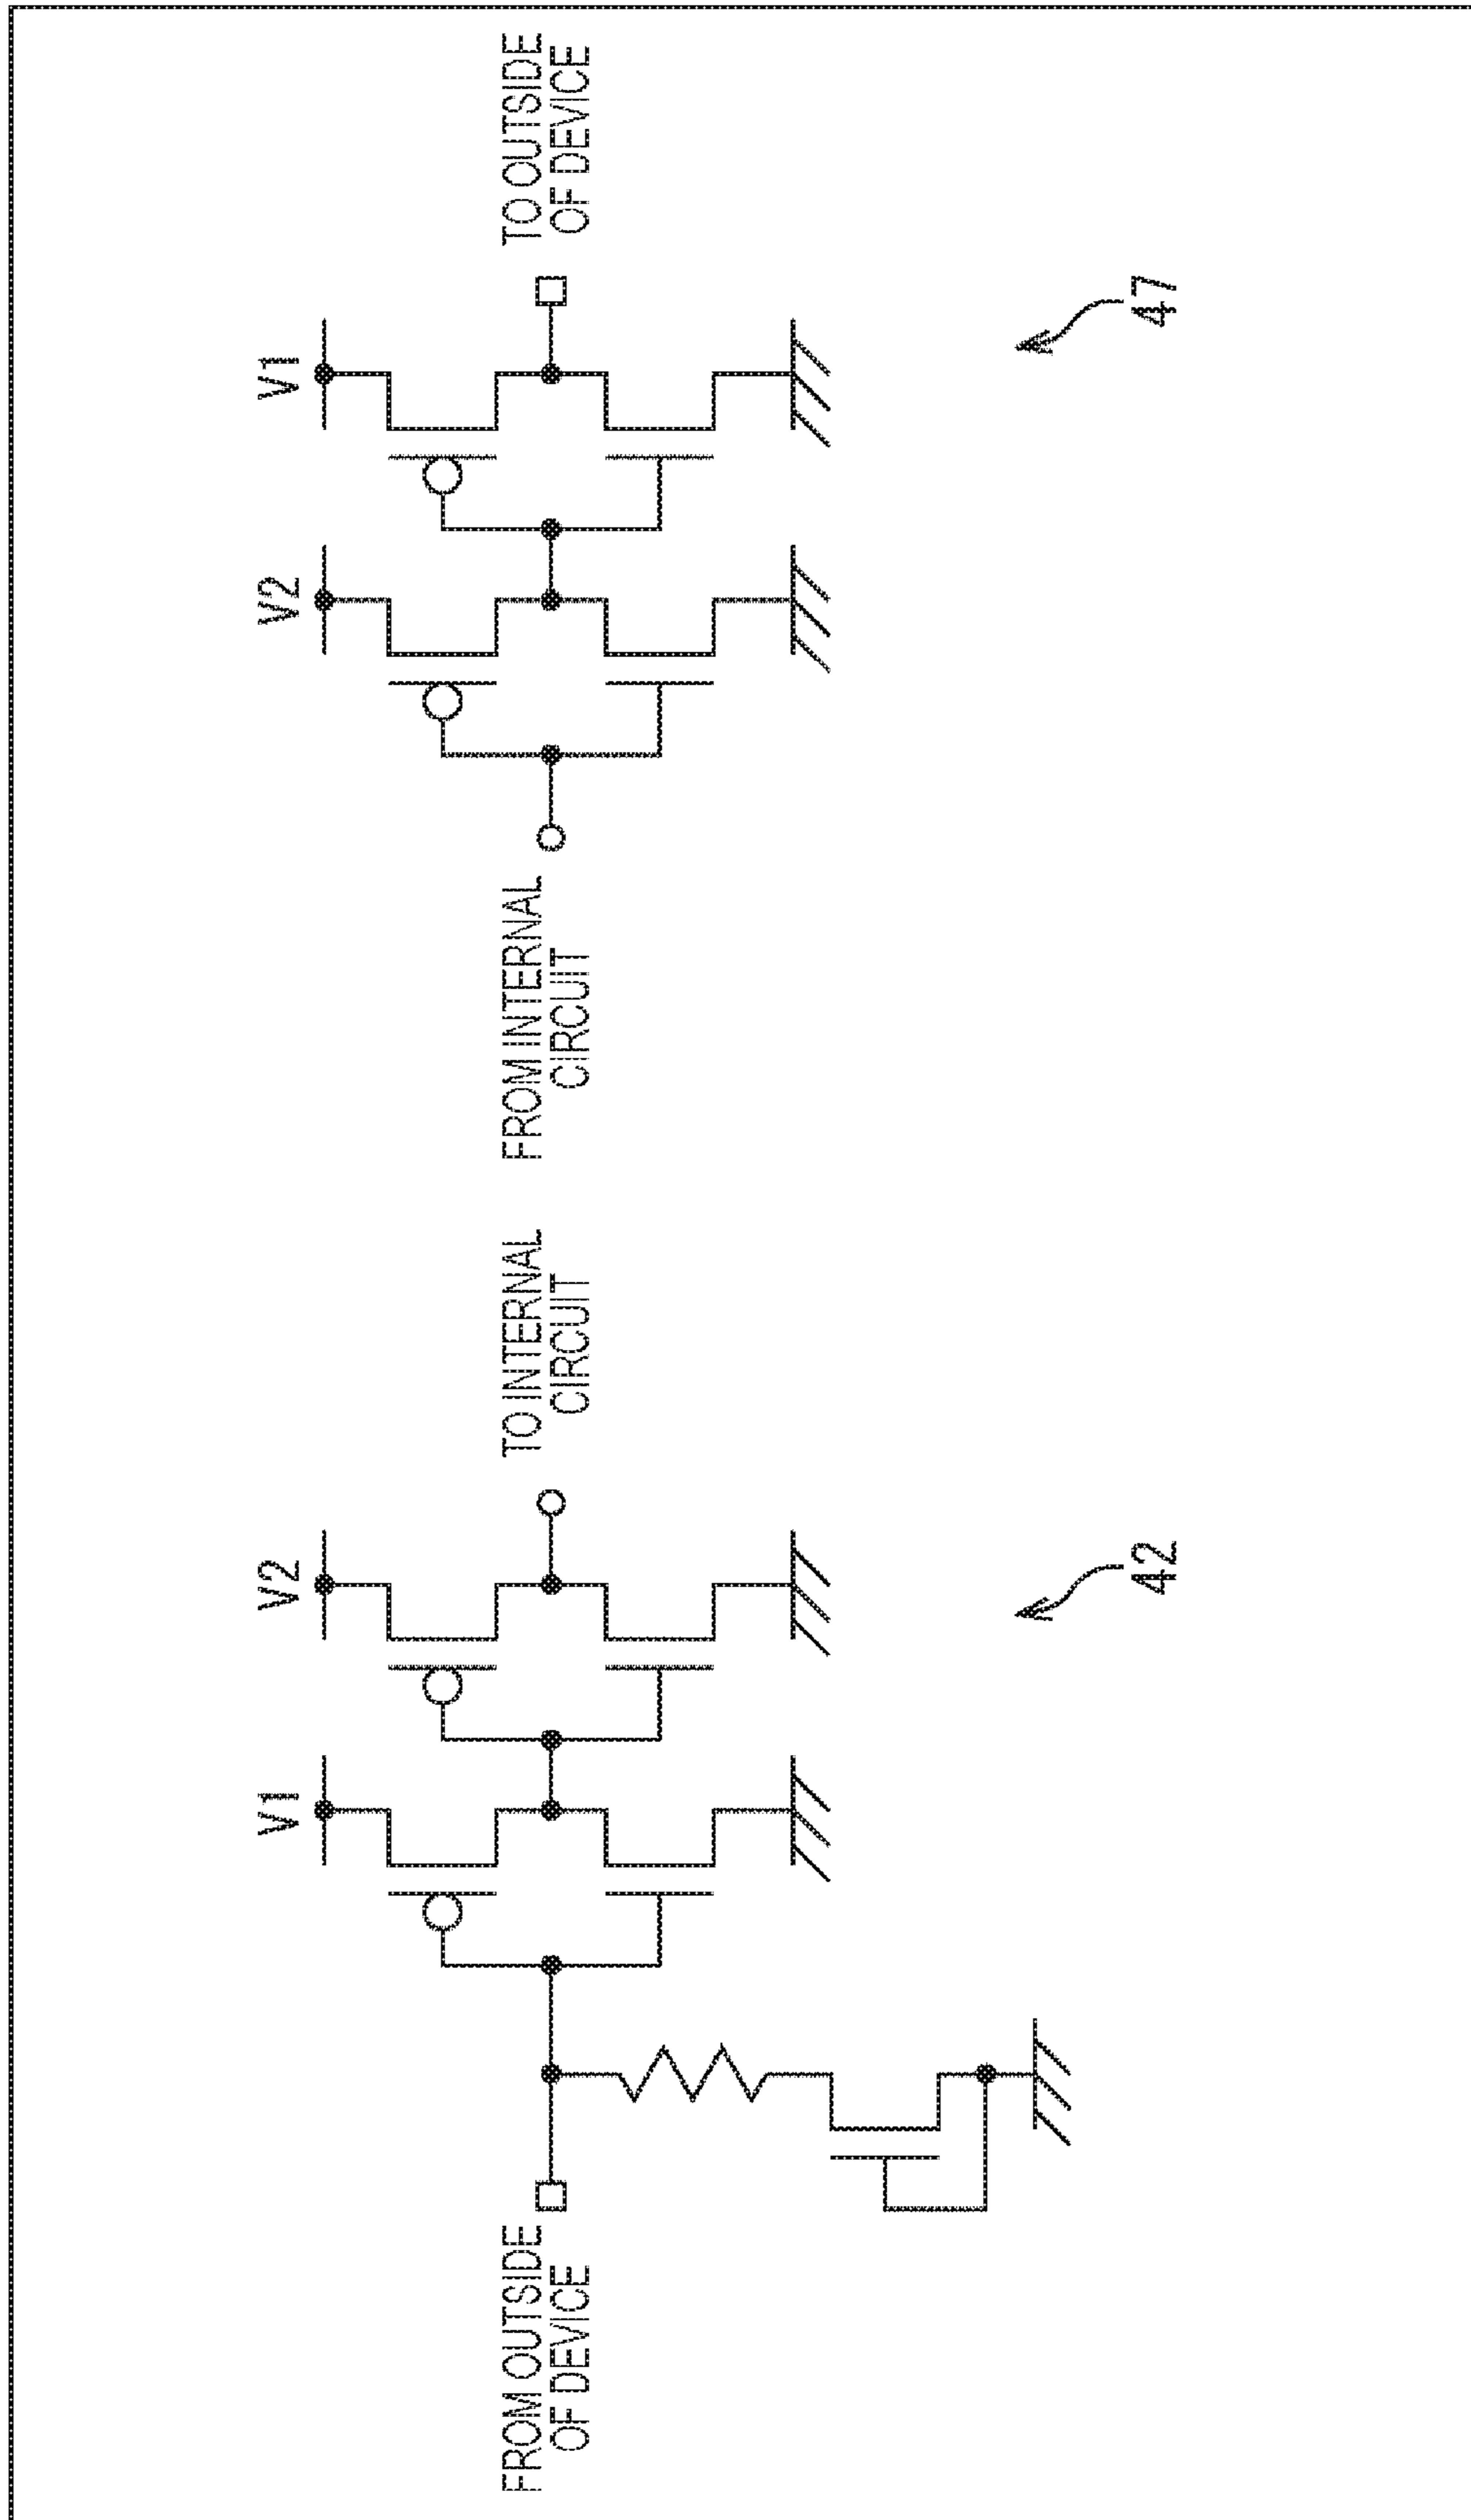 FROM OUTSIDE
OF DEVICE
V1
V2
TO INTERNAL
CIRCUIT
42
FROM INTERNAL
CIRCUIT
V2
V1
TO OUTSIDE
OF DEVICE
47